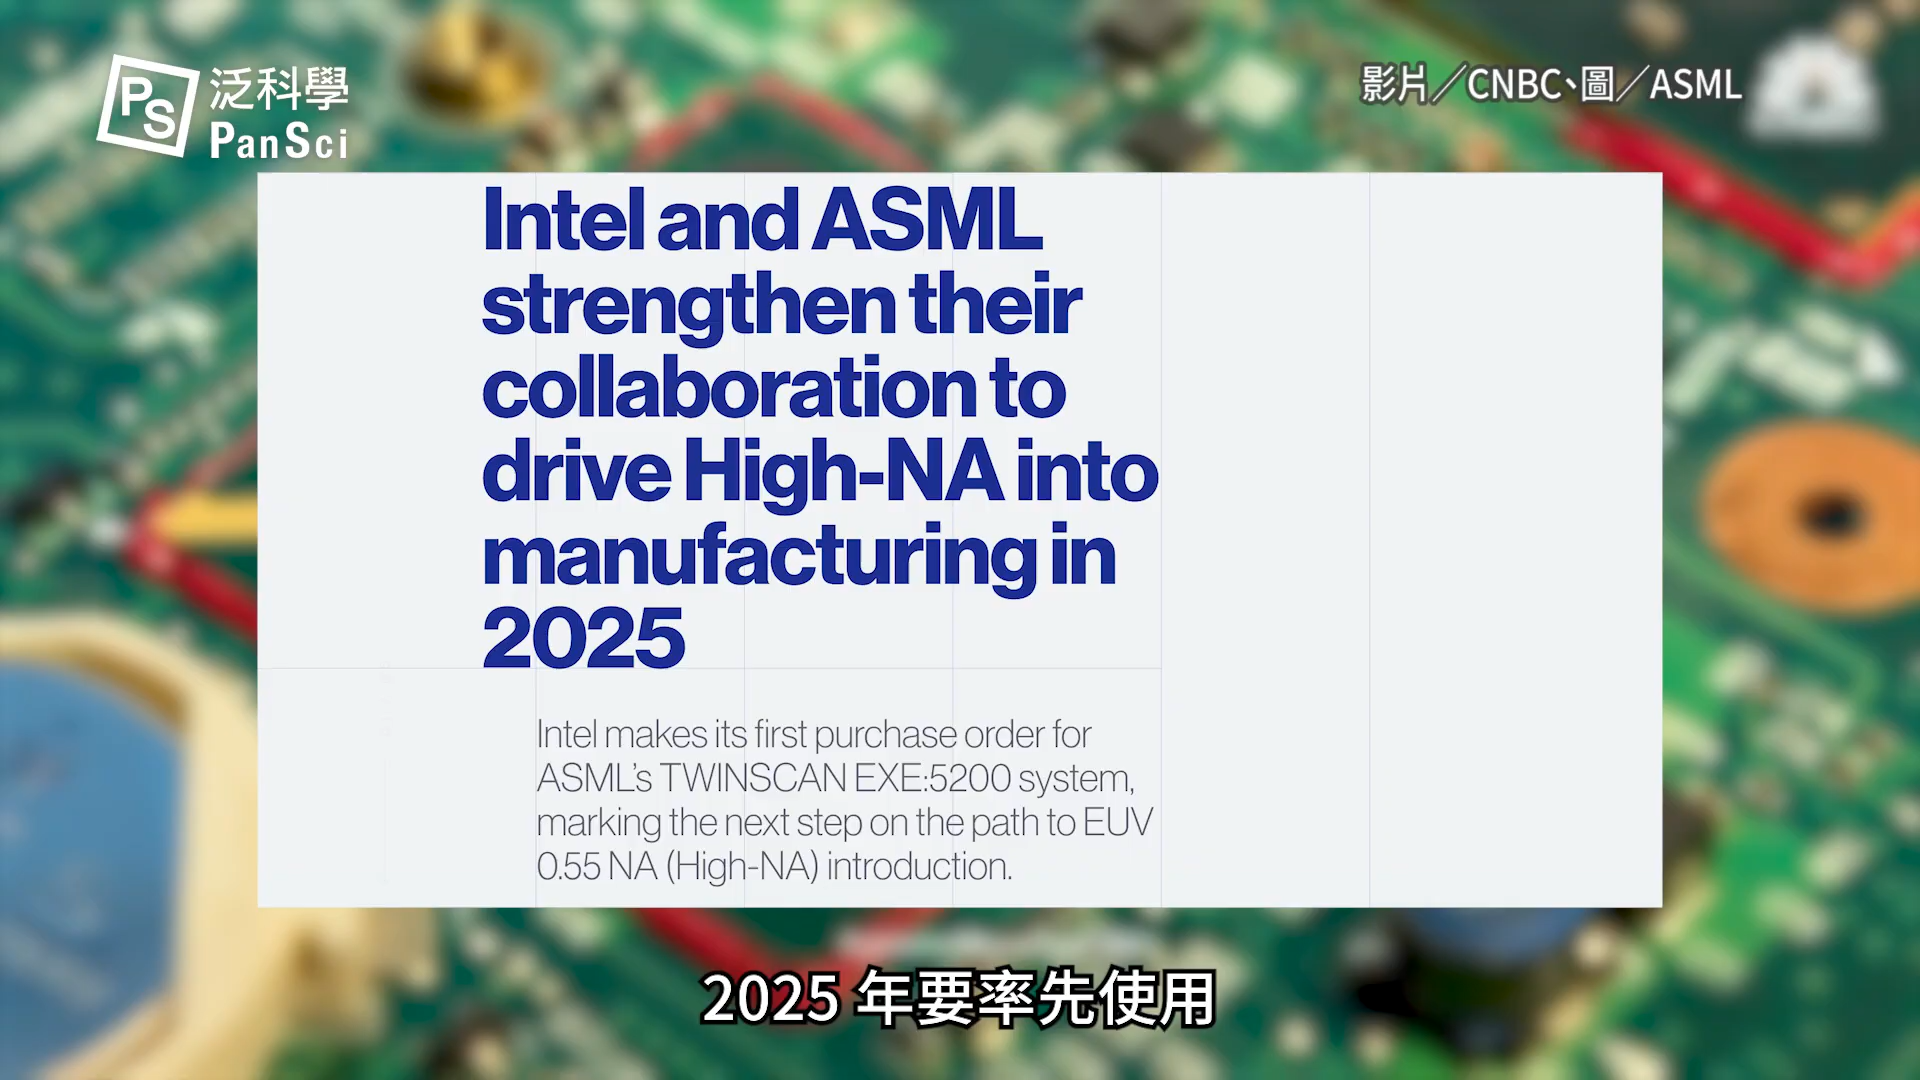 PS 泛科學
PanSci
影片／CNBC、圖／ASML
Intel and ASML
strengthen their
collaboration to
drive High-NA into
manufacturing in
2025
Intel makes its first purchase order for
ASML’s TWINSCAN EXE:5200 system,
marking the next step on the path to EUV
0.55 NA (High-NA) introduction.
2025 年要率先使用